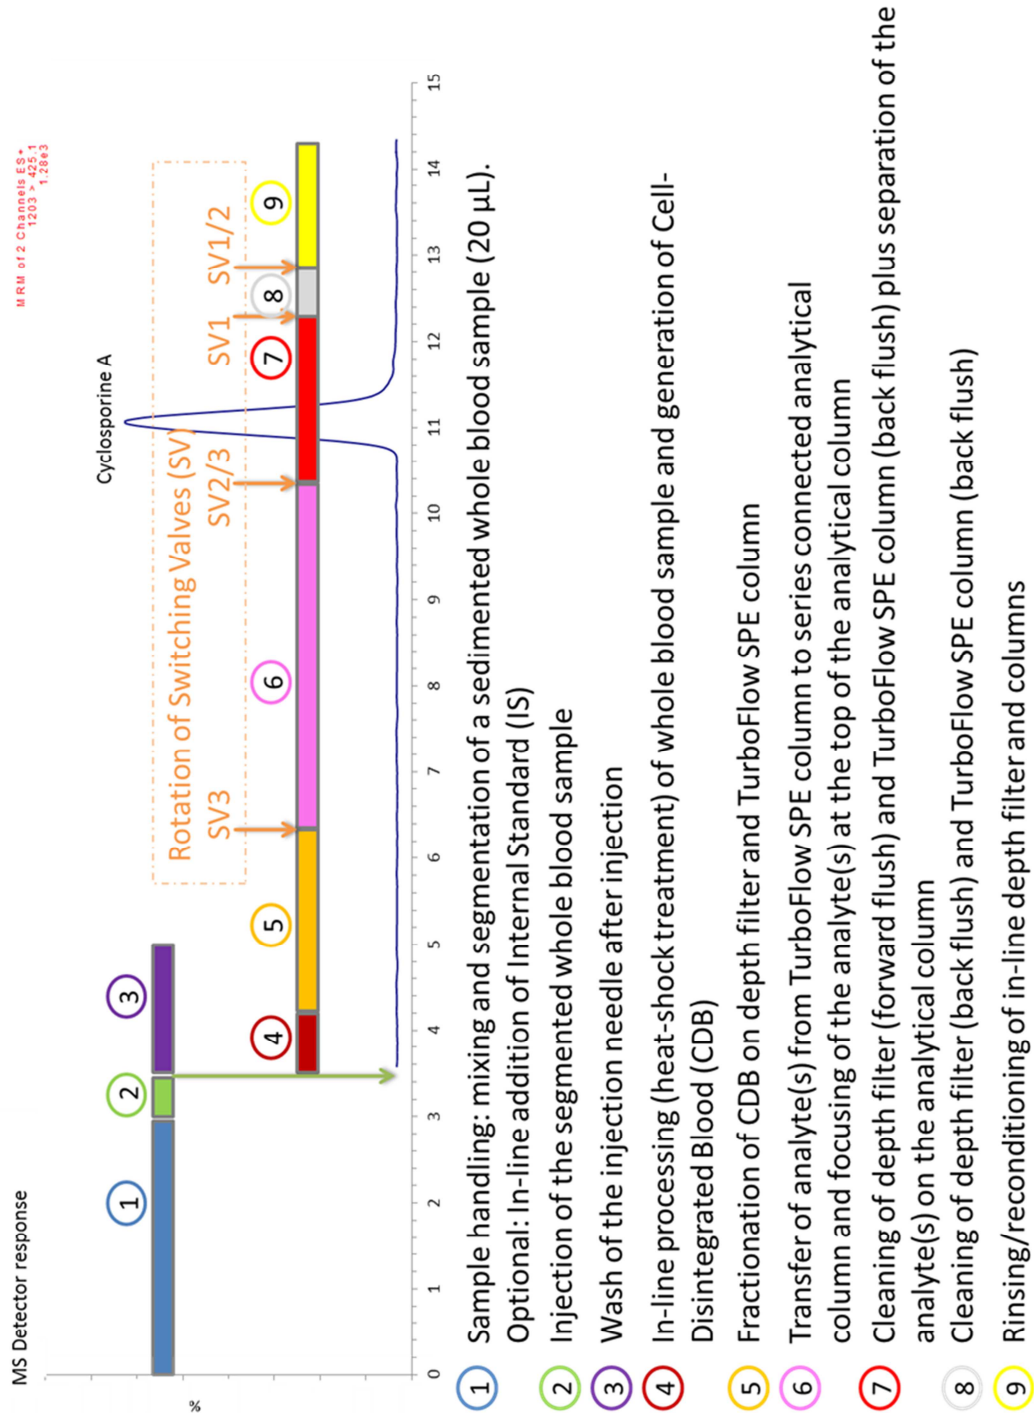 MS Detector response
MRM of 2 Channels ES+
1203 > 425.1
1.28e3
Cyclosporine A
%
1
2
3
Rotation of Switching Valves (SV)
SV3
SV2/3
SV1
SV1/2
4
5
6
7
8
9
0 1 2 3 4 5 6 7 8 9 10 11 12 13 14 15
1 Sample handling: mixing and segmentation of a sedimented whole blood sample (20 µL).
Optional: In-line addition of Internal Standard (IS)
2 Injection of the segmented whole blood sample
3 Wash of the injection needle after injection
4 In-line processing (heat-shock treatment) of whole blood sample and generation of Cell-
Disintegrated Blood (CDB)
5 Fractionation of CDB on depth filter and TurboFlow SPE column
6 Transfer of analyte(s) from TurboFlow SPE column to series connected analytical
column and focusing of the analyte(s) at the top of the analytical column
7 Cleaning of depth filter (forward flush) and TurboFlow SPE column (back flush) plus separation of the
analyte(s) on the analytical column
8 Cleaning of depth filter (back flush) and TurboFlow SPE column (back flush)
9 Rinsing/reconditioning of in-line depth filter and columns